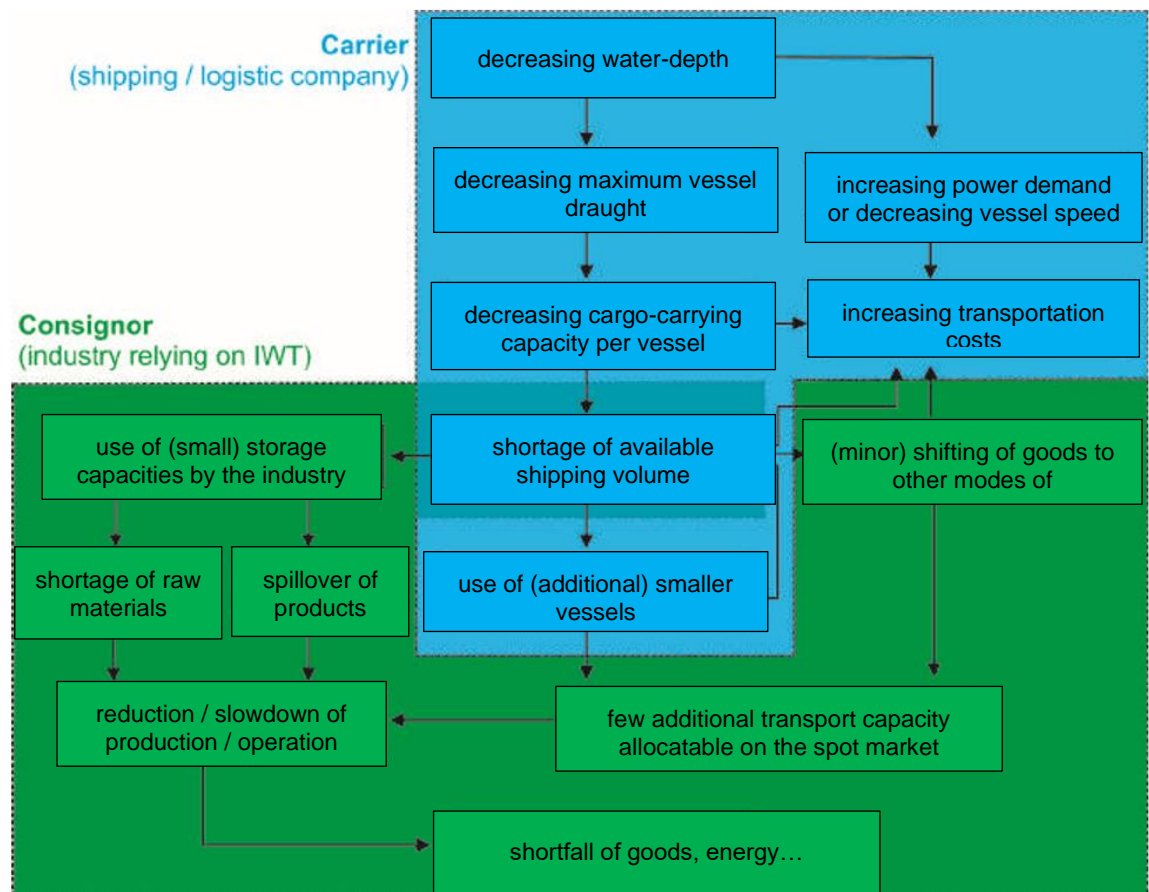 Carrier
(shipping / logistic company)
decreasing water-depth
decreasing maximum vessel
draught
increasing power demand
or decreasing vessel speed
decreasing cargo-carrying
capacity per vessel
increasing transportation
costs
Consignor
(industry relying on IWT)
use of (small) storage
capacities by the industry
shortage of available
shipping volume
(minor) shifting of goods to
other modes of
shortage of raw
materials
spillover of
products
use of (additional) smaller
vessels
reduction / slowdown of
production / operation
few additional transport capacity
allocatable on the spot market
shortfall of goods, energy…